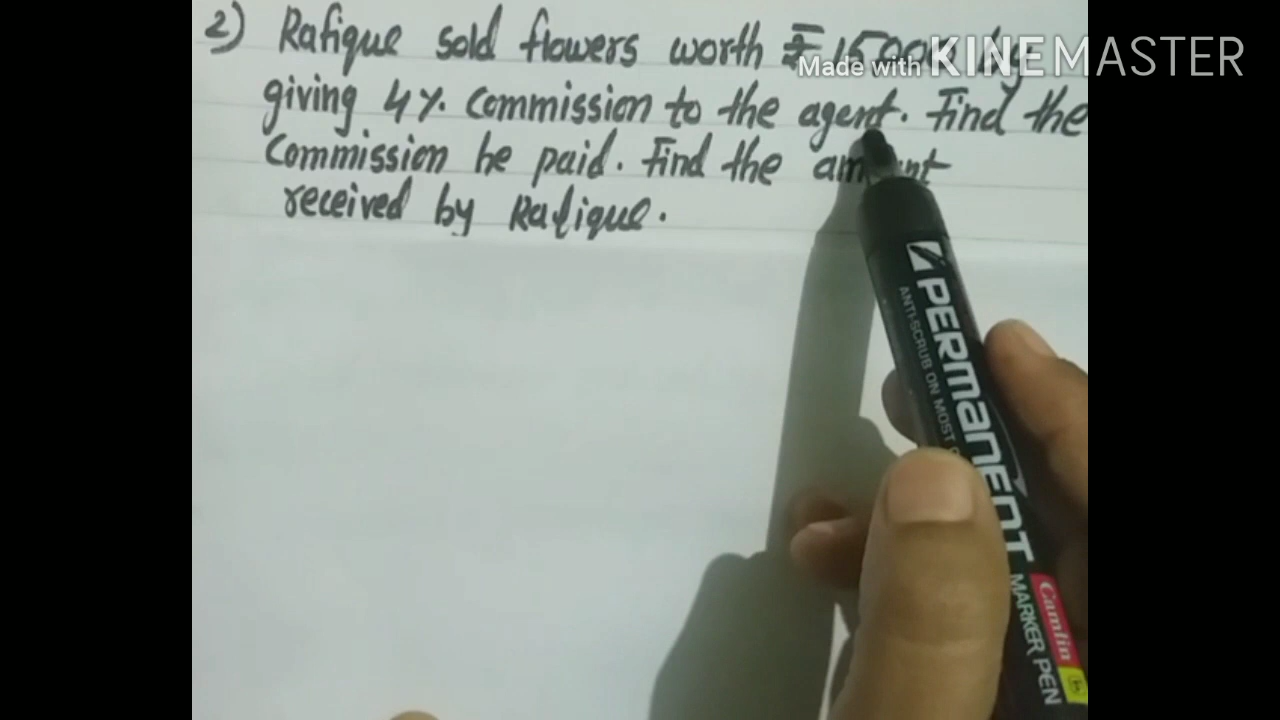 2) Rafique sold flowers worth ₹ 15000 by
giving 4%. Commission to the agent. Find the
Commission he paid. Find the
received by Rafique.
Made with KINEMASTER
PERMANENT
MARKER PEN
ANTI-SCRUB ON MOST
Camlin